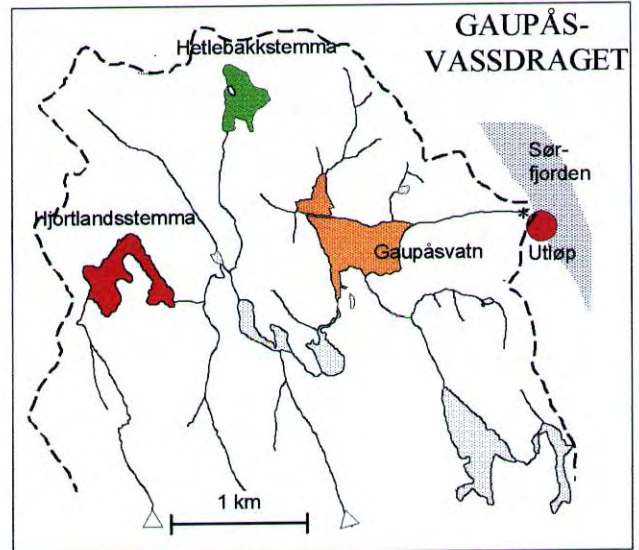 GAUPÅS-
VASSDRAGET
Hetlebakkstemma
Sør-
fjorden
Hjortlandsstemma
*
Gaupåsvatn
Utløp
1 km